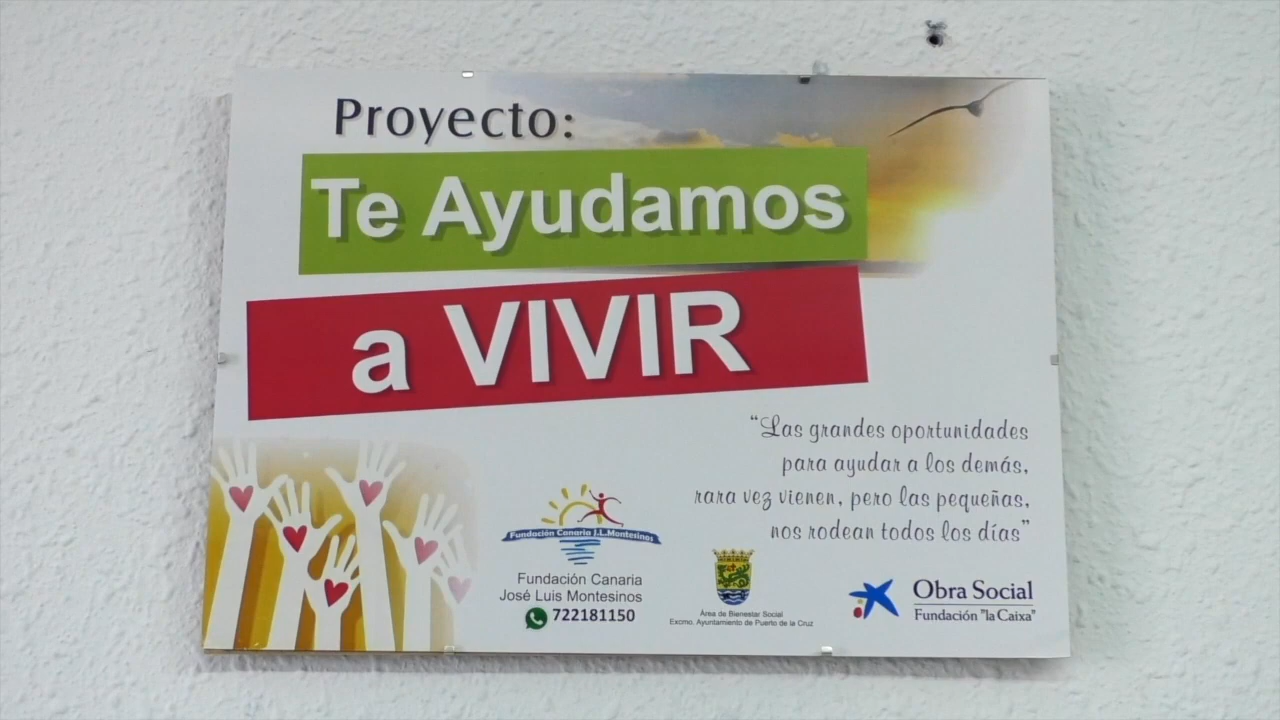 Proyecto:
Te Ayudamos
a VIVIR
“Las grandes oportunidades
para ayudar a los demás,
rara vez vienen, pero las pequeñas,
nos rodean todos los días”
Fundación Canaria J.L.Montesinos
Fundación Canaria
José Luis Montesinos
722181150
Área de Bienestar Social
Excmo. Ayuntamiento de Puerto de la Cruz
Obra Social
Fundación "la Caixa"